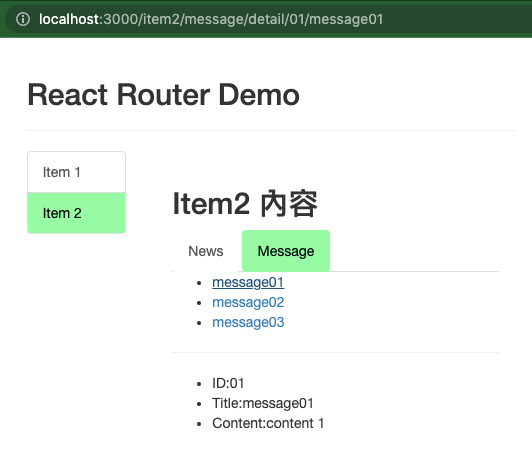 localhost:3000/item2/message/detail/01/message01
React Router Demo
Item 1
Item 2
Item2 內容
News
Message
message01
message02
message03
ID:01
Title:message01
Content:content 1